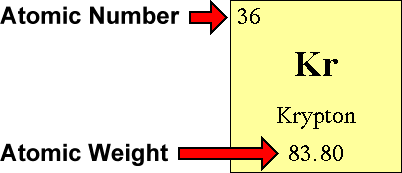 Atomic Number 36
Kr
Krypton
Atomic Weight 83.80